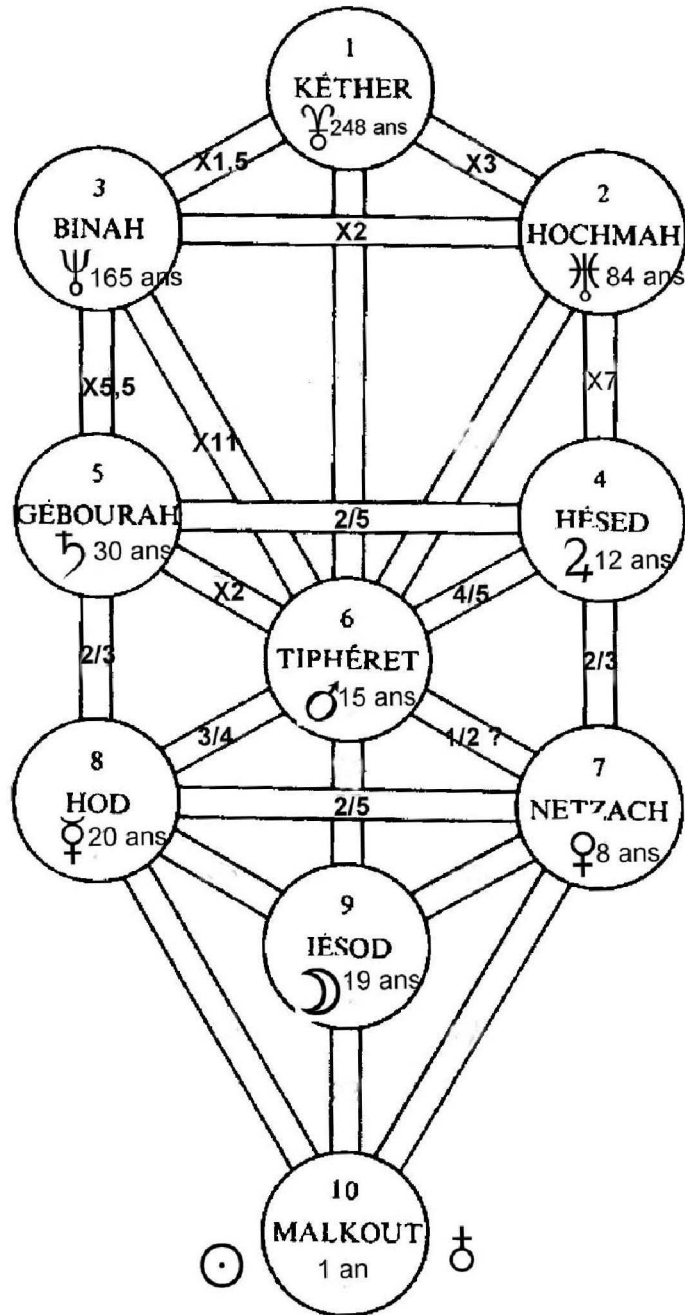 1
KÉTHER
248 ans
X1,5
X3
3
BINAH
165 ans
X2
2
HOCHMAH
84 ans
X5,5
X11
X7
5
GÉBOURAH
30 ans
2/5
4
HÉSED
12 ans
X2
4/5
6
TIPHÉRET
15 ans
2/3
2/3
3/4
1/2 ?
8
HOD
20 ans
2/5
7
NETZACH
8 ans
9
IÉSOD
19 ans
10
MALKOUT
1 an